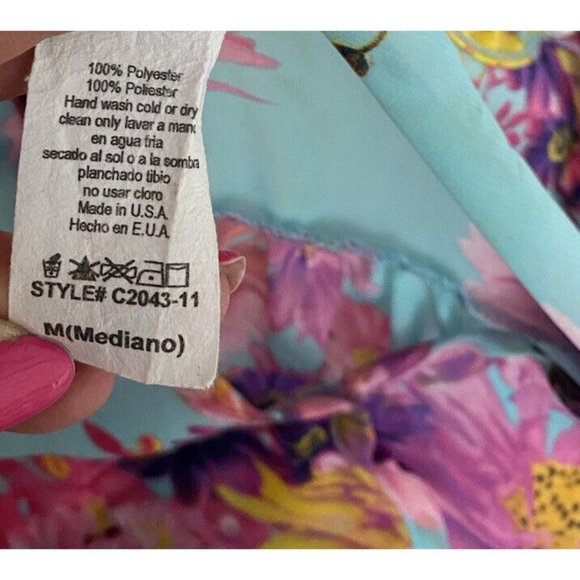 100% Polyester
100% Poliester
Hand wash cold or dry
clean only lavar a mano
en agua fria
secado al sol o a la sombra
planchado tibio
no usar cloro
Made in U.S.A
Hecho en E.U.A.
STYLE# C2043-11
M(Mediano)